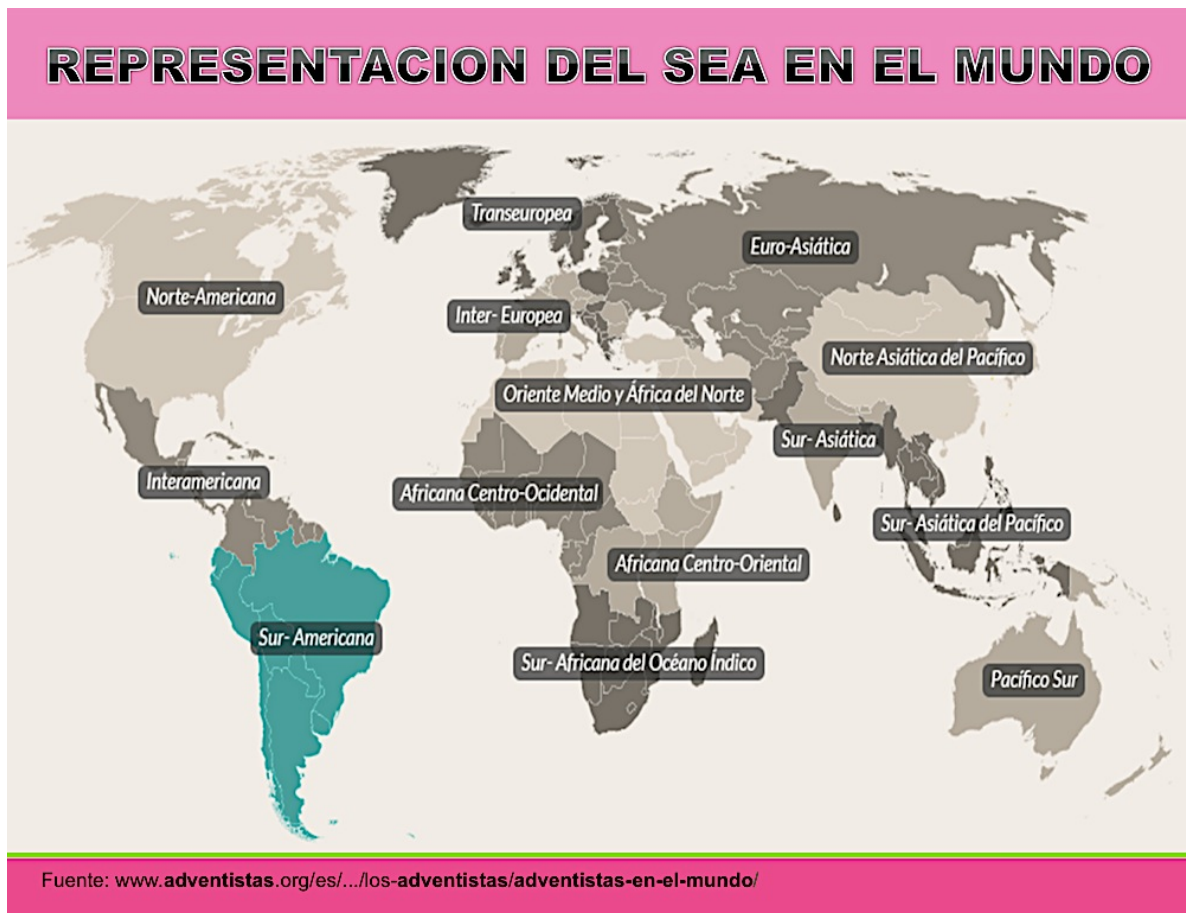 REPRESENTACION DEL SEA EN EL MUNDO
Transeuropea
Euro-Asiática
Norte-Americana
Inter- Europea
Norte Asiática del Pacífico
Oriente Medio y África del Norte
Sur- Asiática
Interamericana
Africana Centro-Ocidental
Sur- Asiática del Pacífico
Africana Centro-Oriental
Sur- Americana
Sur- Africana del Océano Índico
Pacífico Sur
Fuente: www.adventistas.org/es/.../los-adventistas/adventistas-en-el-mundo/